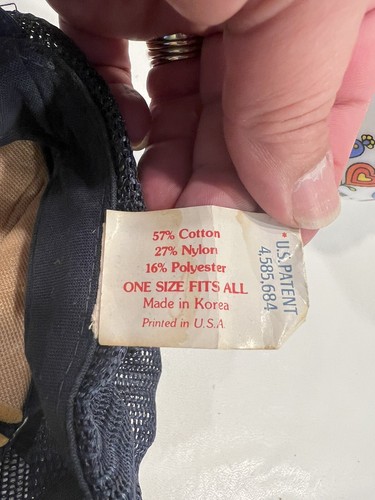 57% Cotton
27% Nylon
16% Polyester
ONE SIZE FITS ALL
Made in Korea
Printed in U.S.A.
* U.S. PATENT
4,585,684